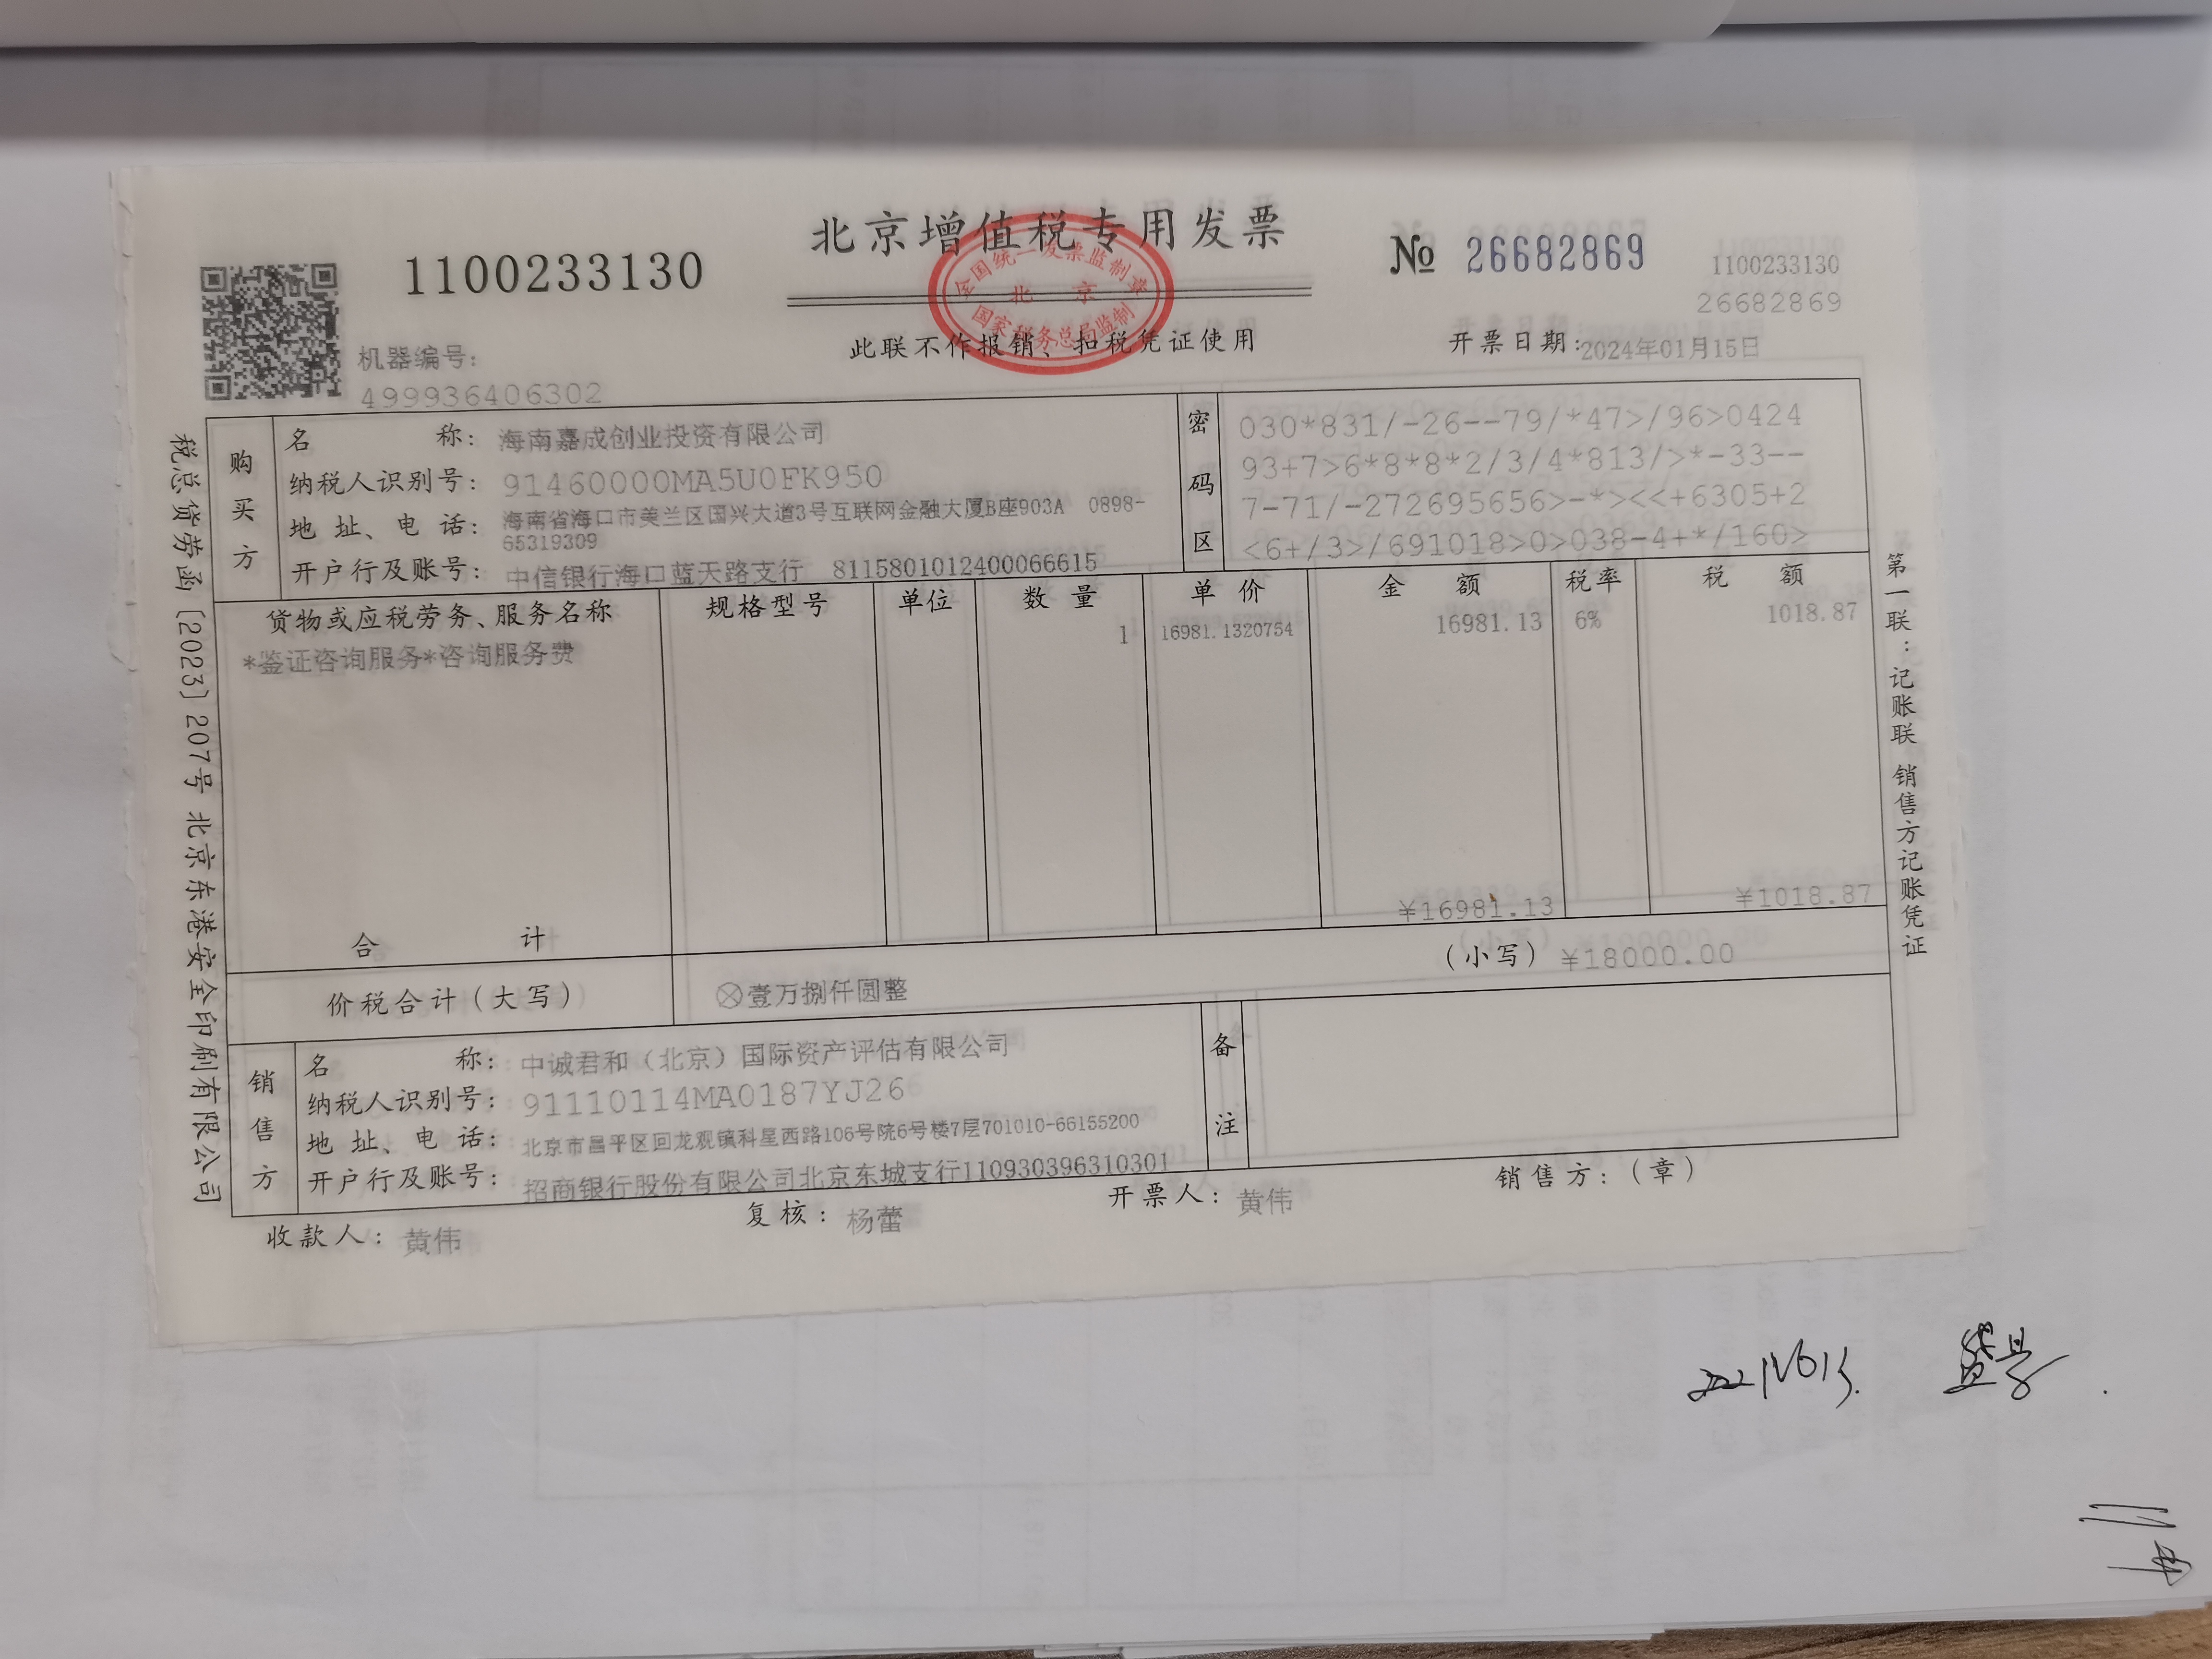 北京增值税专用发票
1100233130
№ 26682869
1100233130
26682869
全国统一发票监制章
北京
国家税务总局监制
此联不作报销、扣税凭证使用
开票日期:2024年01月15日
机器编号:
499936406302
购买方
名 称: 海南嘉成创业投资有限公司
纳税人识别号: 91460000MA5U0FK950
地 址、电 话: 海南省海口市美兰区国兴大道3号互联网金融大厦B座903A 0898-
65319309
开户行及账号: 中信银行海口蓝天路支行 8115801012400066615
密码区
030*831/-26--79/*47>/96>0424
93+7>6*8*8*2/3/4*813/>*-33--
7-71/-272695656>-*><<+6305+2
<6+/3>/691018>0>038-4+*/160>
货物或应税劳务、服务名称 规格型号 单位 数 量 单 价 金 额 税率 税 额
*鉴证咨询服务*咨询服务费 1 16981.1320754 16981.13 6% 1018.87
合 计 ¥16981.13 ¥1018.87
价税合计(大写) ⊗壹万捌仟圆整 (小写) ¥18000.00
销售方
名 称: 中诚君和（北京）国际资产评估有限公司
纳税人识别号: 91110114MA0187YJ26
地 址、电 话: 北京市昌平区回龙观镇科星西路106号院6号楼7层701010-66155200
开户行及账号: 招商银行股份有限公司北京东城支行110930396310301
备注
收款人: 黄伟 复核: 杨蕾 开票人: 黄伟 销售方:(章)
税总货劳函〔2023〕207号 北京东港安全印刷有限公司
第一联:记账联 销售方记账凭证